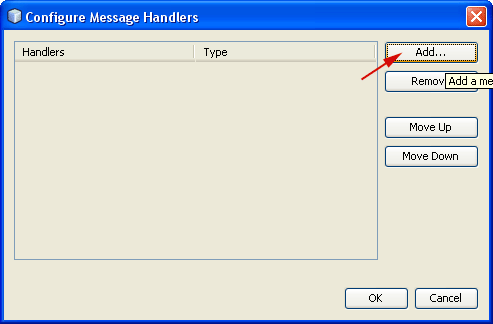 Configure Message Handlers
Handlers Type
Add...
Remov
Add a me
Move Up
Move Down
OK Cancel